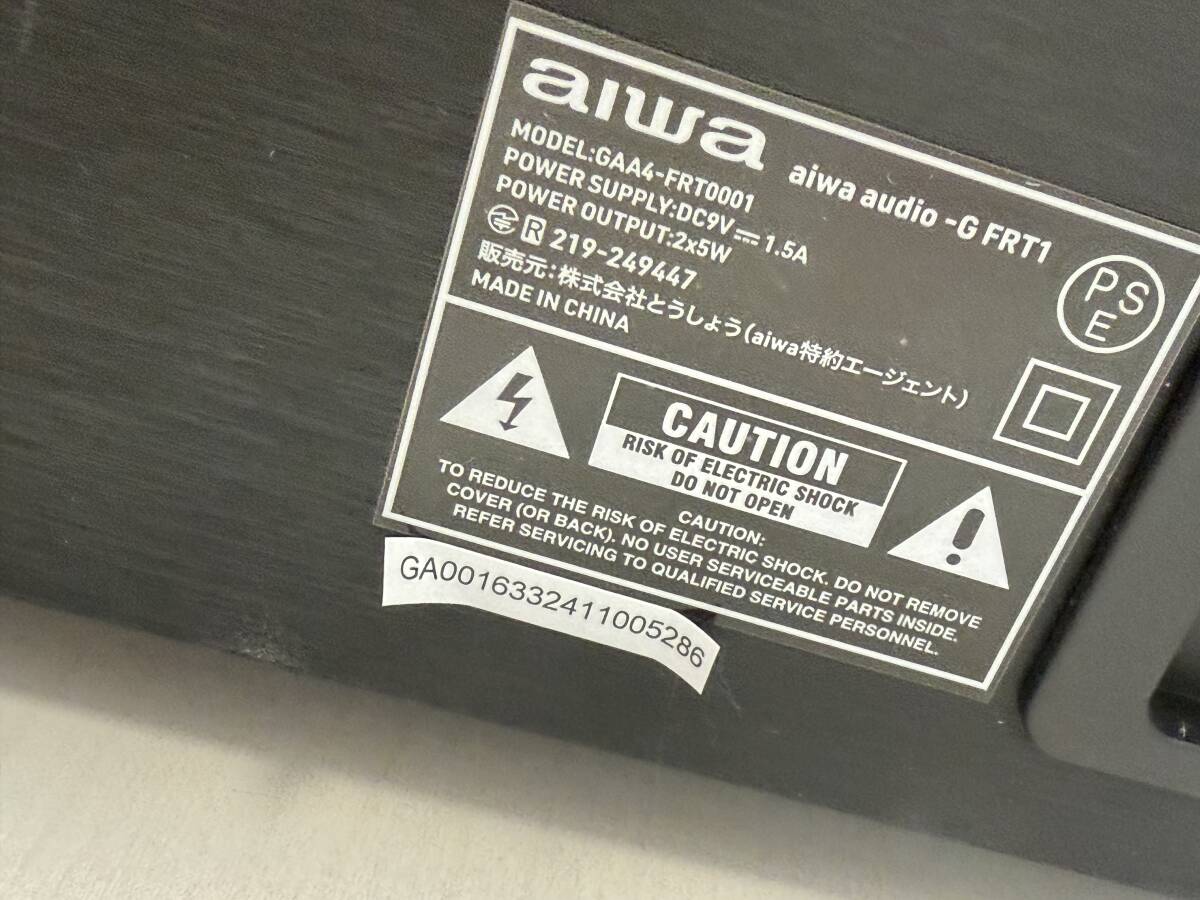 aiwa
aiwa audio -G FRT1
MODEL:GAA4-FRT0001
POWER SUPPLY:DC9V⎓1.5A
POWER OUTPUT:2x5W
R 219-249447
販売元:株式会社とうしょう(aiwa特約エージェント)
MADE IN CHINA
PSE
CAUTION
RISK OF ELECTRIC SHOCK
DO NOT OPEN
CAUTION:
TO REDUCE THE RISK OF ELECTRIC SHOCK. DO NOT REMOVE
COVER (OR BACK). NO USER SERVICEABLE PARTS INSIDE.
REFER SERVICING TO QUALIFIED SERVICE PERSONNEL.
GA0016332411005286